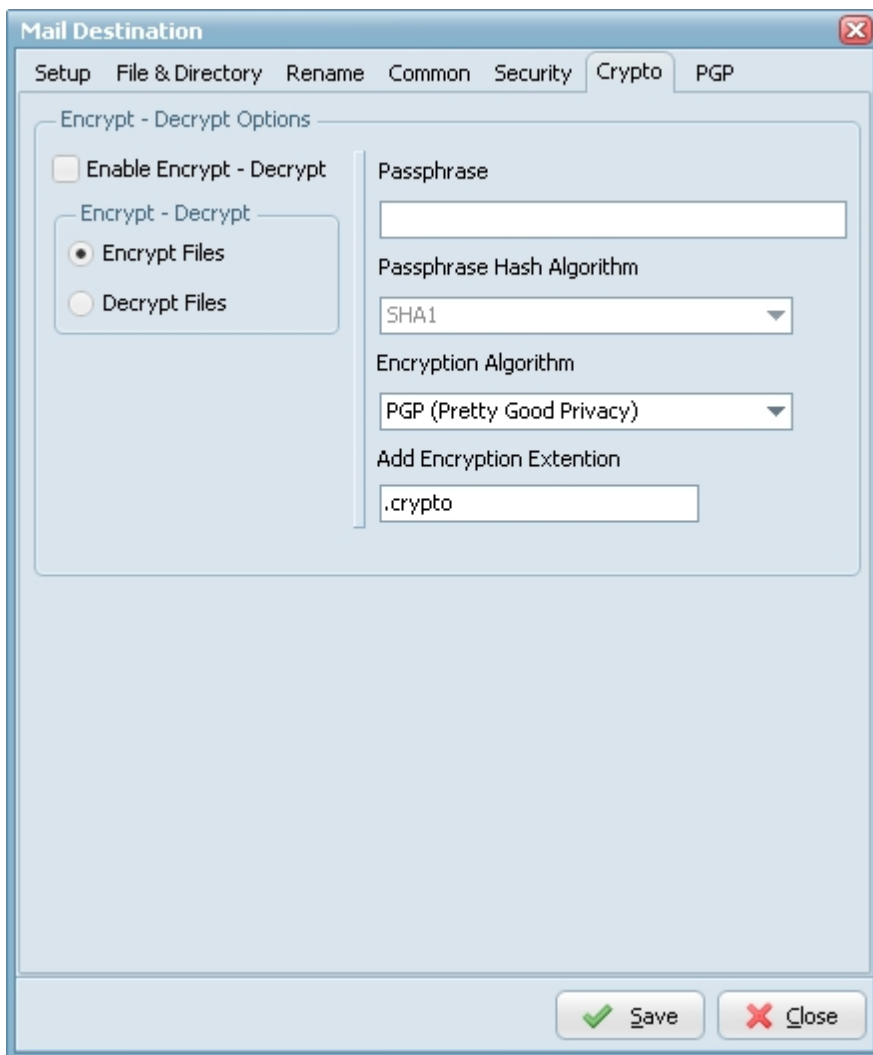 Mail Destination
Setup File & Directory Rename Common Security Crypto PGP
Encrypt - Decrypt Options
Enable Encrypt - Decrypt
Encrypt - Decrypt
Encrypt Files
Decrypt Files
Passphrase
Passphrase Hash Algorithm
SHA1
Encryption Algorithm
PGP (Pretty Good Privacy)
Add Encryption Extention
.crypto
Save Close